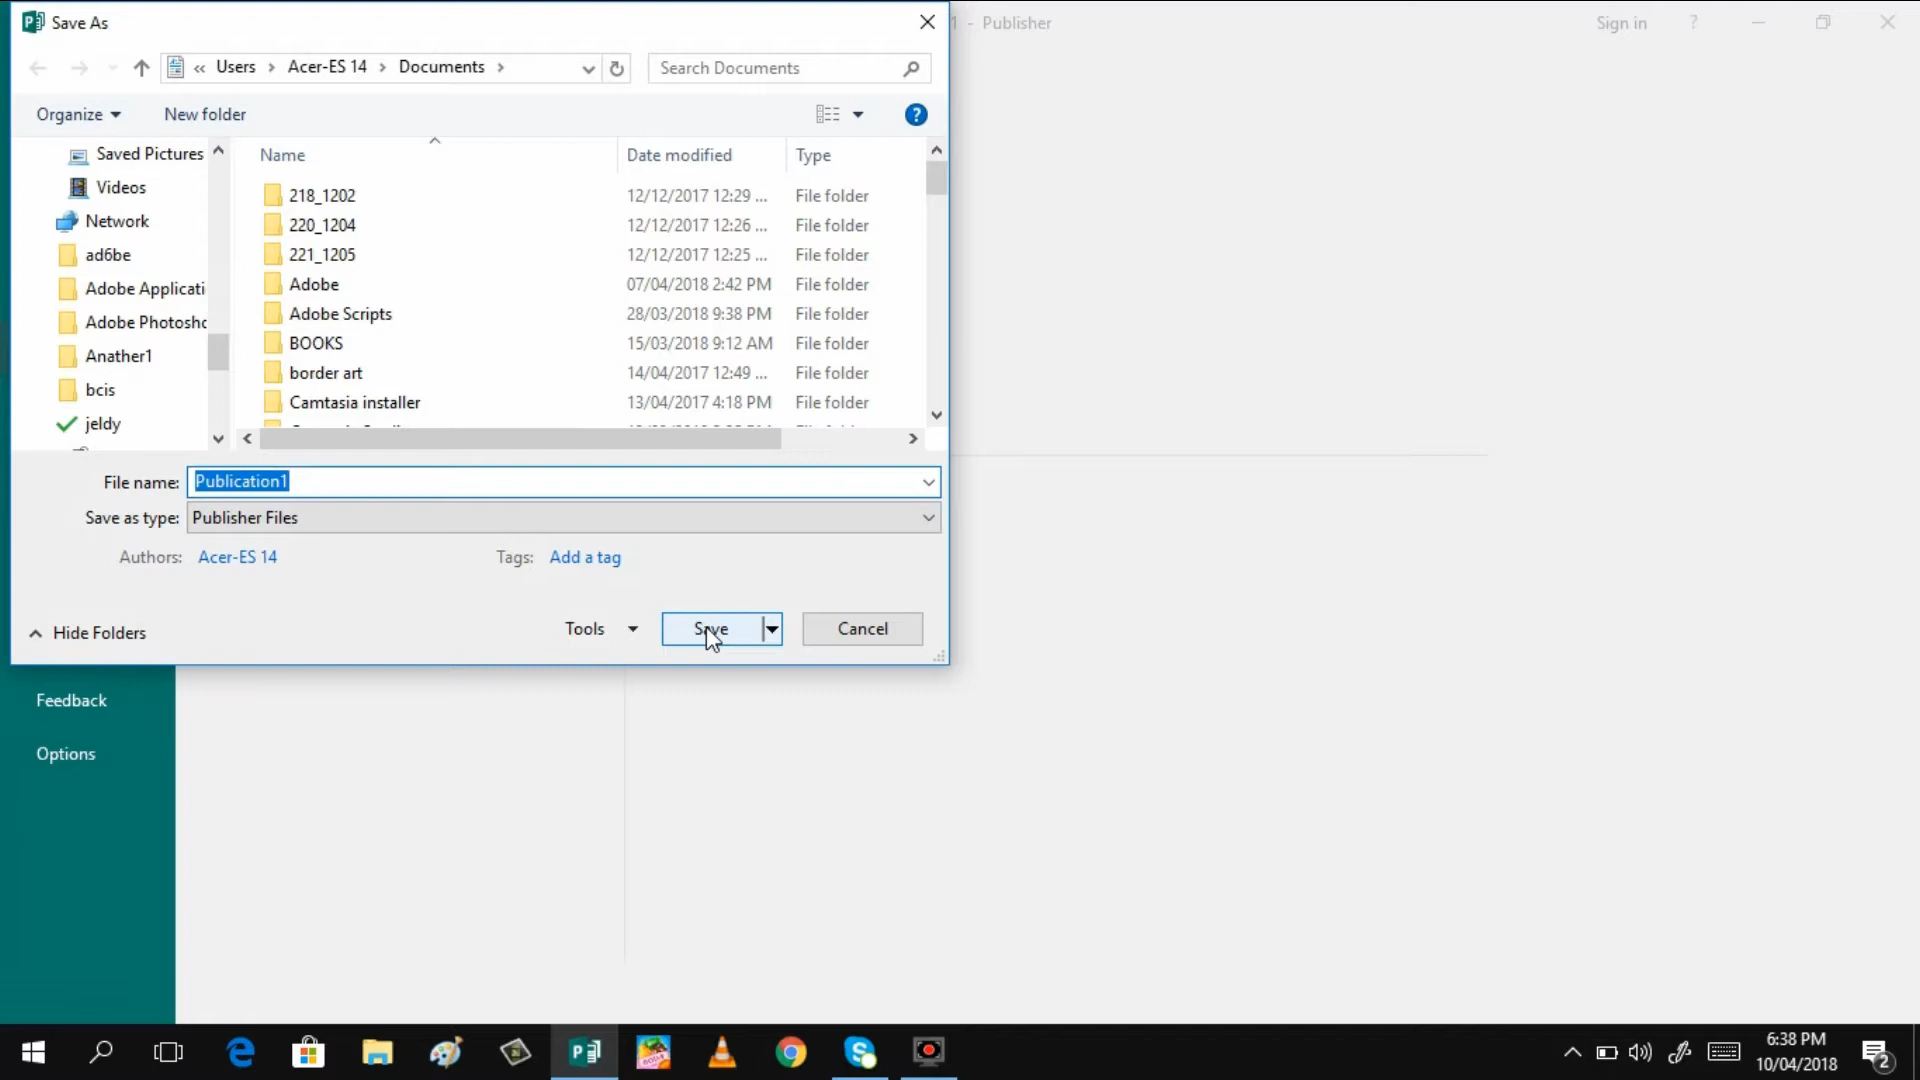 Save As
1 - Publisher
Sign in ?
« Users > Acer-ES 14 > Documents >
Search Documents
Organize
New folder
?
Saved Pictures
Videos
Network
ad6be
Adobe Applicati
Adobe Photosho
Anather1
bcis
jeldy
Name Date modified Type
218_1202 12/12/2017 12:29 ... File folder
220_1204 12/12/2017 12:26 ... File folder
221_1205 12/12/2017 12:25 ... File folder
Adobe 07/04/2018 2:42 PM File folder
Adobe Scripts 28/03/2018 9:38 PM File folder
BOOKS 15/03/2018 9:12 AM File folder
border art 14/04/2017 12:49 ... File folder
Camtasia installer 13/04/2017 4:18 PM File folder
File name: Publication1
Save as type: Publisher Files
Authors: Acer-ES 14 Tags: Add a tag
Hide Folders
Tools
Save
Cancel
Feedback
Options
6:38 PM
10/04/2018
2